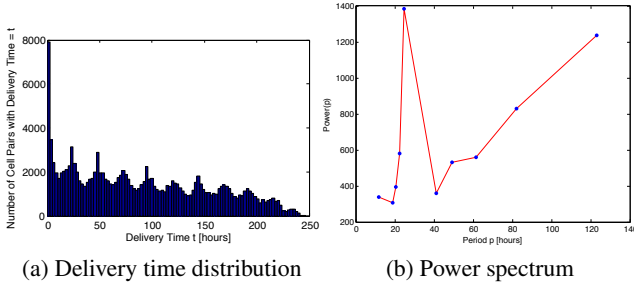 Number of Cell Pairs with Delivery Time = t
8000
6000
4000
2000
0
0 50 100 150 200 250
Delivery Time t [hours]
(a) Delivery time distribution
Power(p)
1400
1200
1000
800
600
400
200
0 20 40 60 80 100 120 140
Period p [hours]
(b) Power spectrum